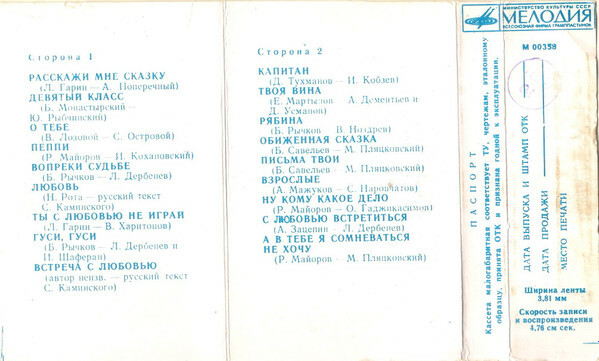 Сторона 1
РАССКАЖИ МНЕ СКАЗКУ
(Л. Гарин — А. Поперечный)
ДЕВЯТЫЙ КЛАСС
(Б. Монастырский —
Ю. Рыбчинский)
О ТЕБЕ
(В. Лозовой — С. Островой)
ПЕППИ
(Р. Майоров — И. Кохановский)
ВОПРЕКИ СУДЬБЕ
(Б. Рычков — Л. Дербенев)
ЛЮБОВЬ
(Н. Рота — русский текст
С. Каминского)
ТЫ С ЛЮБОВЬЮ НЕ ИГРАЙ
(Л. Гарин — В. Харитонов)
ГУСИ, ГУСИ
(Б. Рычков — Л. Дербенев и
И. Шаферан)
ВСТРЕЧА С ЛЮБОВЬЮ
(автор неизв. — русский текст
С. Каминского)
Сторона 2
КАПИТАН
(Д. Тухманов — И. Кобзев)
ТВОЯ ВИНА
(Е. Мартынов А. Дементьев и
Д. Усманов)
РЯБИНА
(Б. Рычков В. Ноздрев)
ОБИЖЕННАЯ СКАЗКА
(Б. Савельев — М. Пляцковский)
ПИСЬМА ТВОИ
(Б. Савельев — М. Пляцковский)
ВЗРОСЛЫЕ
(А. Мажуков — С. Наровчатов)
НУ КОМУ КАКОЕ ДЕЛО
(Р. Майоров — О. Гаджикасимов)
С ЛЮБОВЬЮ ВСТРЕТИТЬСЯ
(А. Зацепин — Л. Дербенев)
А В ТЕБЕ Я СОМНЕВАТЬСЯ
НЕ ХОЧУ
(Р. Майоров — М. Пляцковский)
МИНИСТЕРСТВО КУЛЬТУРЫ СССР
МЕЛОДИЯ
ВСЕСОЮЗНАЯ ФИРМА ГРАМПЛАСТИНОК
М 00358
ПАСПОРТ
Кассета малогабаритная соответствует ТУ, чертежам, эталонному
образцу, принята ОТК и признана годной к эксплуатации.
ДАТА ВЫПУСКА И ШТАМП ОТК
ДАТА ПРОДАЖИ
МЕСТО ПЕЧАТИ
Ширина ленты
3,81 мм
Скорость записи
и воспроизведения
4,76 см сек.